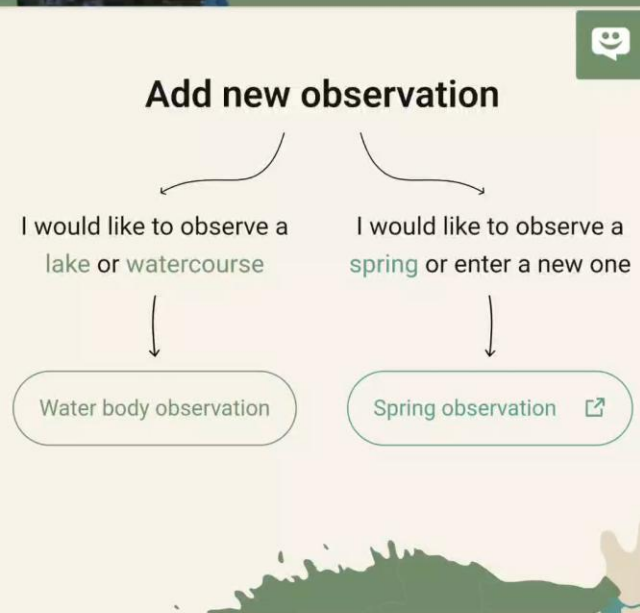 Add new observation
I would like to observe a
lake or watercourse
I would like to observe a
spring or enter a new one
Water body observation
Spring observation